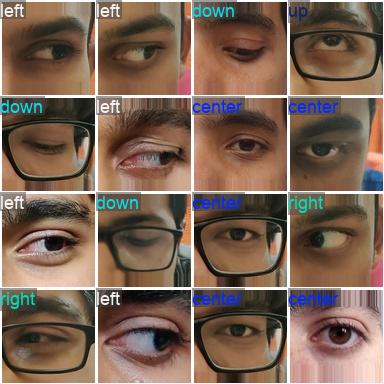 left left down up
down left center center
left down center right
right left center center